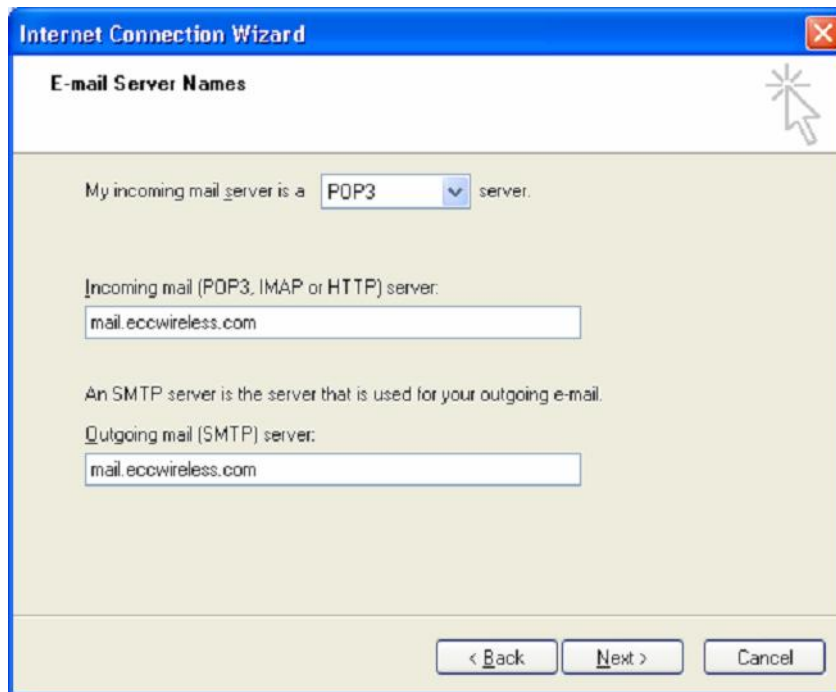 Internet Connection Wizard
E-mail Server Names
My incoming mail server is a POP3 server.
Incoming mail (POP3, IMAP or HTTP) server:
mail.eccwireless.com
An SMTP server is the server that is used for your outgoing e-mail.
Outgoing mail (SMTP) server:
mail.eccwireless.com
< Back Next > Cancel